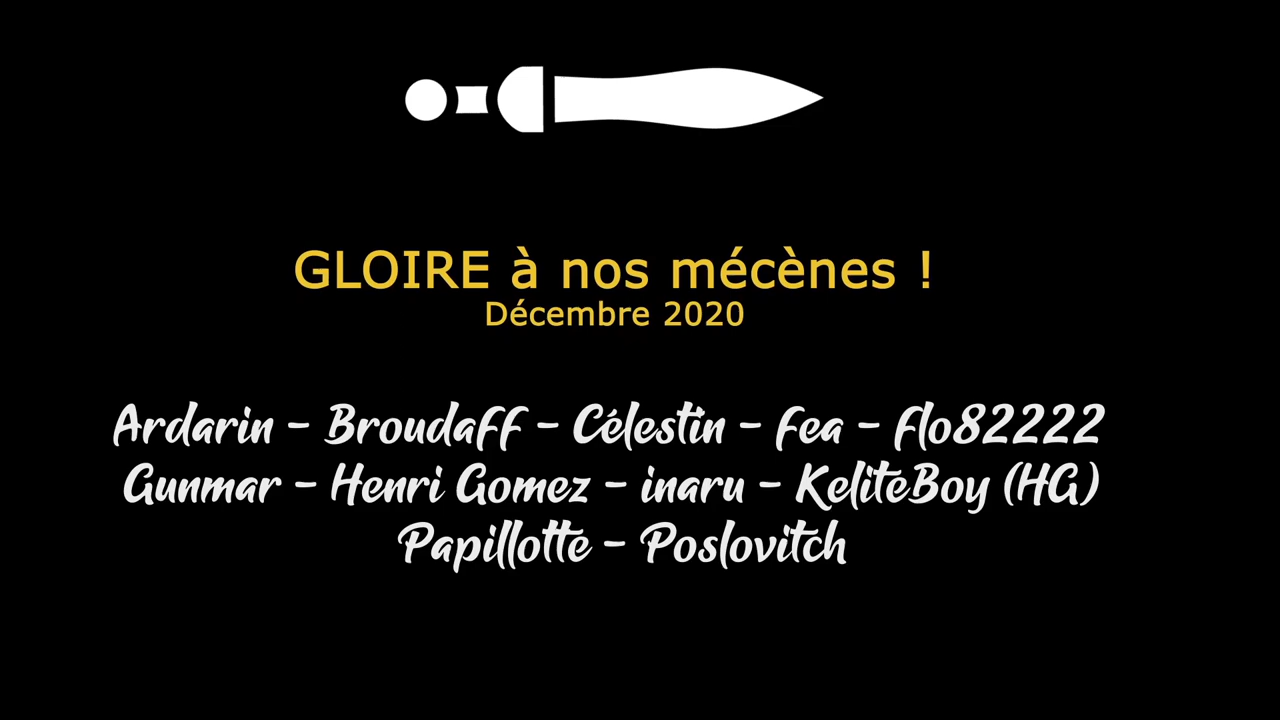 GLOIRE à nos mécènes !
Décembre 2020
Ardarin - Broudaff - Célestin - Fea - Flo82222
Gunmar - Henri Gomez - inaru - KeliteBoy (HG)
Papillotte - Poslovitch